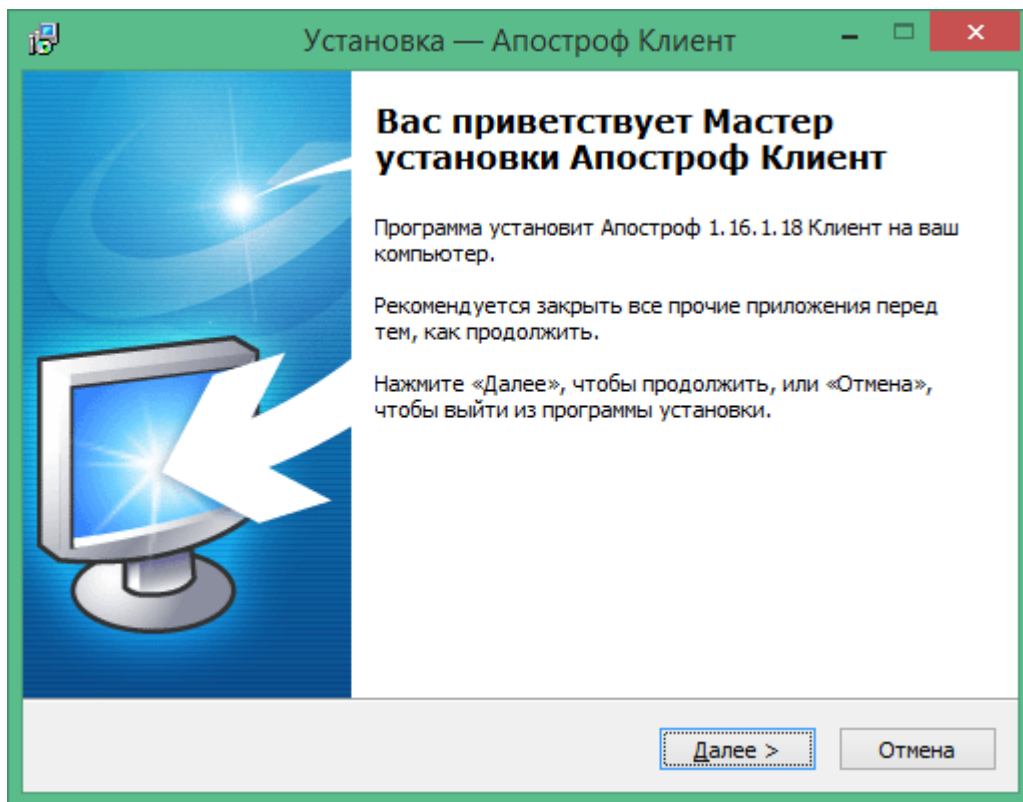 Установка — Апостроф Клиент
Вас приветствует Мастер
установки Апостроф Клиент
Программа установит Апостроф 1.16.1.18 Клиент на ваш
компьютер.
Рекомендуется закрыть все прочие приложения перед
тем, как продолжить.
Нажмите «Далее», чтобы продолжить, или «Отмена»,
чтобы выйти из программы установки.
Далее >
Отмена